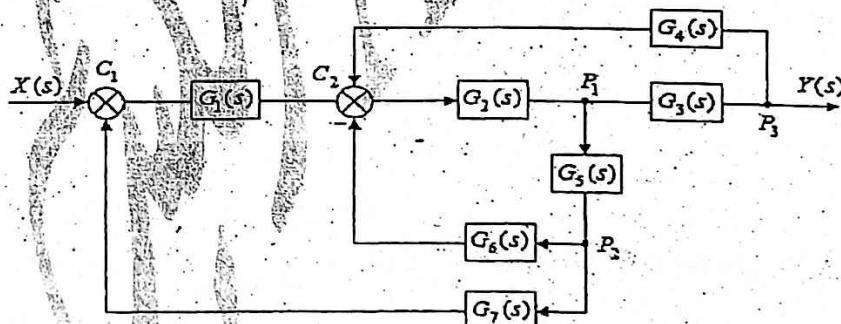 G₄(s)
X(s) C₁ G₁(s) C₂ G₂(s) P₁ G₃(s) Y(s)
P₃
−
G₅(s)
G₆(s) P₂
G₇(s)